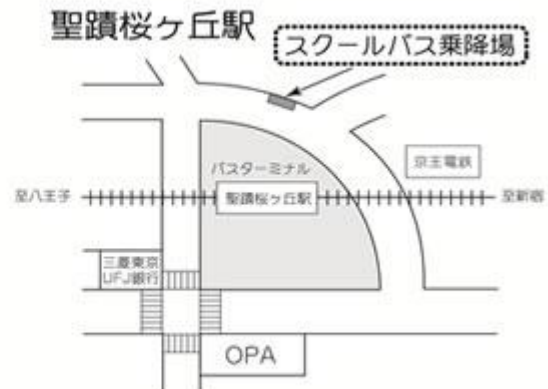 聖蹟桜ヶ丘駅
スクールバス乗降場
バスターミナル
京王電鉄
至八王子
聖蹟桜ヶ丘駅
至新宿
三菱東京
UFJ銀行
OPA